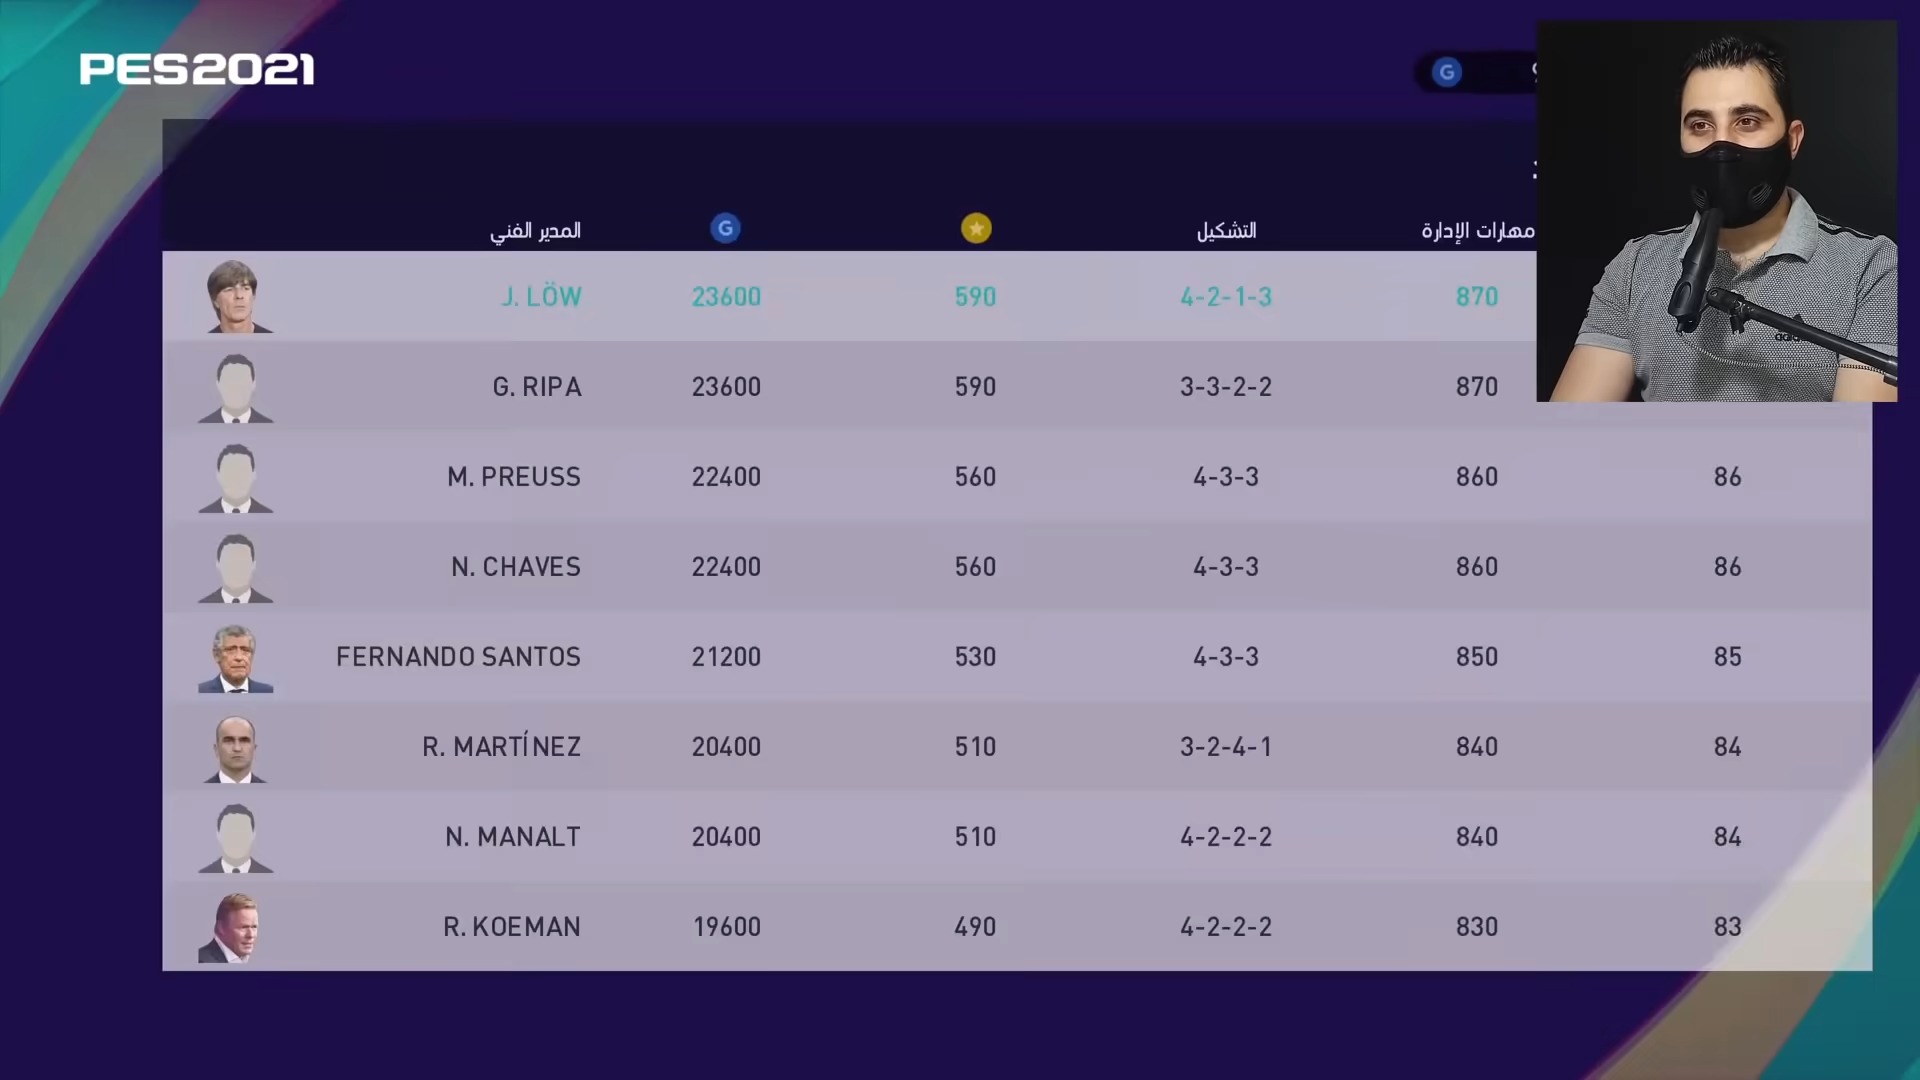 PES2021
G
المدير الفني G التشكيل مهارات الإدارة
J. LÖW 23600 590 4-2-1-3 870
G. RIPA 23600 590 3-3-2-2 870
M. PREUSS 22400 560 4-3-3 860 86
N. CHAVES 22400 560 4-3-3 860 86
FERNANDO SANTOS 21200 530 4-3-3 850 85
R. MARTÍNEZ 20400 510 3-2-4-1 840 84
N. MANALT 20400 510 4-2-2-2 840 84
R. KOEMAN 19600 490 4-2-2-2 830 83